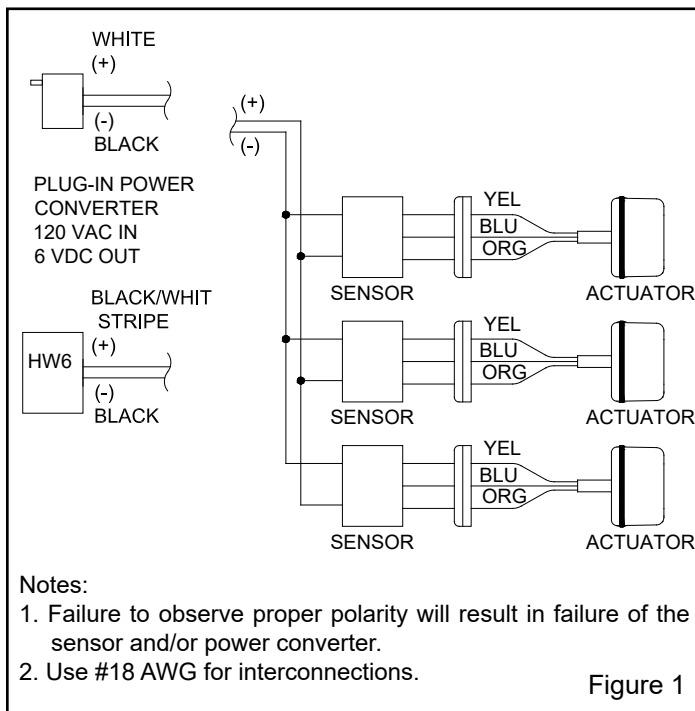 WHITE
(+)
(-)
BLACK
PLUG-IN POWER
CONVERTER
120 VAC IN
6 VDC OUT
BLACK/WHIT
STRIPE
(+)
HW6
(-)
BLACK
(+)
(-)
YEL
BLU
ORG
SENSOR
ACTUATOR
YEL
BLU
ORG
SENSOR
ACTUATOR
YEL
BLU
ORG
SENSOR
ACTUATOR
Notes:
1. Failure to observe proper polarity will result in failure of the
sensor and/or power converter.
2. Use #18 AWG for interconnections.
Figure 1